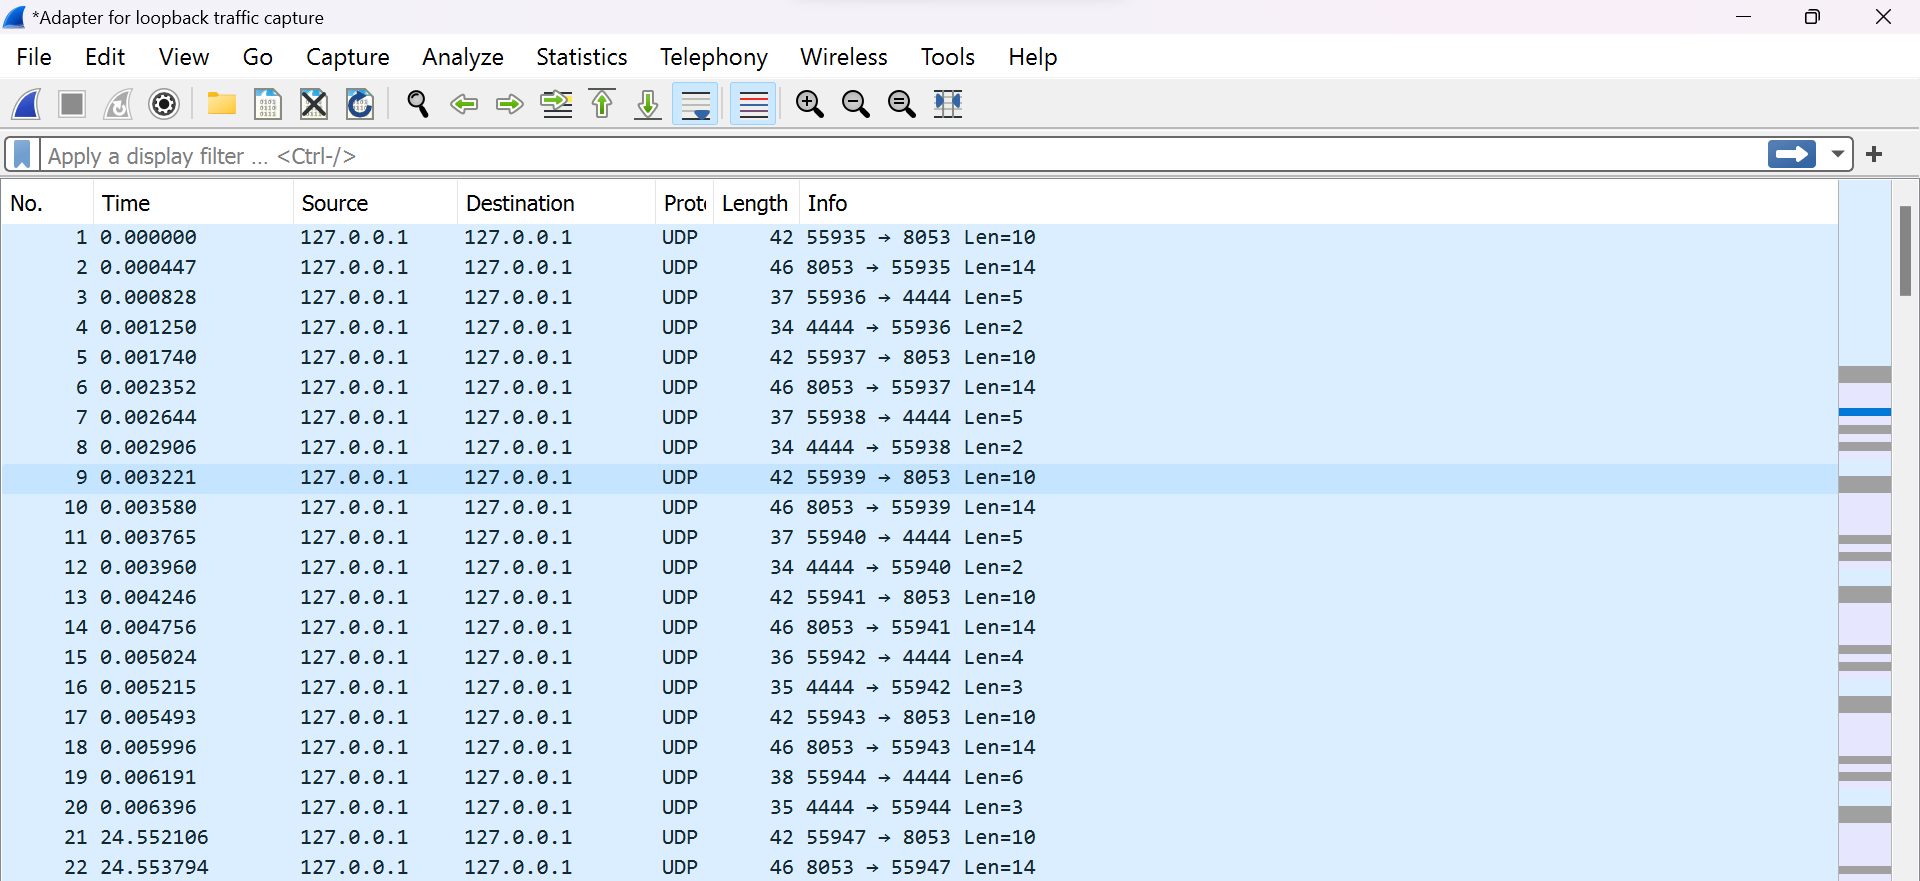 *Adapter for loopback traffic capture
File Edit View Go Capture Analyze Statistics Telephony Wireless Tools Help
Apply a display filter ... <Ctrl-/>
No. Time Source Destination Proto Length Info
1 0.000000 127.0.0.1 127.0.0.1 UDP 42 55935 → 8053 Len=10
2 0.000447 127.0.0.1 127.0.0.1 UDP 46 8053 → 55935 Len=14
3 0.000828 127.0.0.1 127.0.0.1 UDP 37 55936 → 4444 Len=5
4 0.001250 127.0.0.1 127.0.0.1 UDP 34 4444 → 55936 Len=2
5 0.001740 127.0.0.1 127.0.0.1 UDP 42 55937 → 8053 Len=10
6 0.002352 127.0.0.1 127.0.0.1 UDP 46 8053 → 55937 Len=14
7 0.002644 127.0.0.1 127.0.0.1 UDP 37 55938 → 4444 Len=5
8 0.002906 127.0.0.1 127.0.0.1 UDP 34 4444 → 55938 Len=2
9 0.003221 127.0.0.1 127.0.0.1 UDP 42 55939 → 8053 Len=10
10 0.003580 127.0.0.1 127.0.0.1 UDP 46 8053 → 55939 Len=14
11 0.003765 127.0.0.1 127.0.0.1 UDP 37 55940 → 4444 Len=5
12 0.003960 127.0.0.1 127.0.0.1 UDP 34 4444 → 55940 Len=2
13 0.004246 127.0.0.1 127.0.0.1 UDP 42 55941 → 8053 Len=10
14 0.004756 127.0.0.1 127.0.0.1 UDP 46 8053 → 55941 Len=14
15 0.005024 127.0.0.1 127.0.0.1 UDP 36 55942 → 4444 Len=4
16 0.005215 127.0.0.1 127.0.0.1 UDP 35 4444 → 55942 Len=3
17 0.005493 127.0.0.1 127.0.0.1 UDP 42 55943 → 8053 Len=10
18 0.005996 127.0.0.1 127.0.0.1 UDP 46 8053 → 55943 Len=14
19 0.006191 127.0.0.1 127.0.0.1 UDP 38 55944 → 4444 Len=6
20 0.006396 127.0.0.1 127.0.0.1 UDP 35 4444 → 55944 Len=3
21 24.552106 127.0.0.1 127.0.0.1 UDP 42 55947 → 8053 Len=10
22 24.553794 127.0.0.1 127.0.0.1 UDP 46 8053 → 55947 Len=14